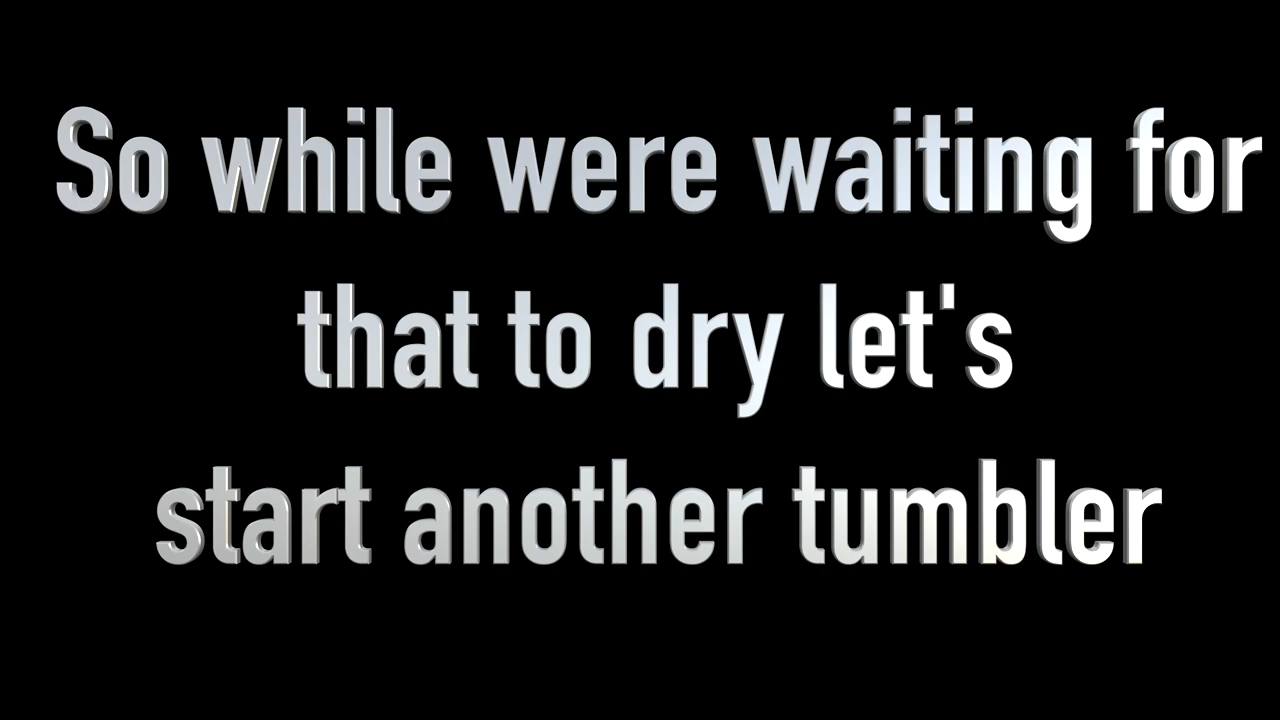 So while were waiting for
that to dry let's
start another tumbler